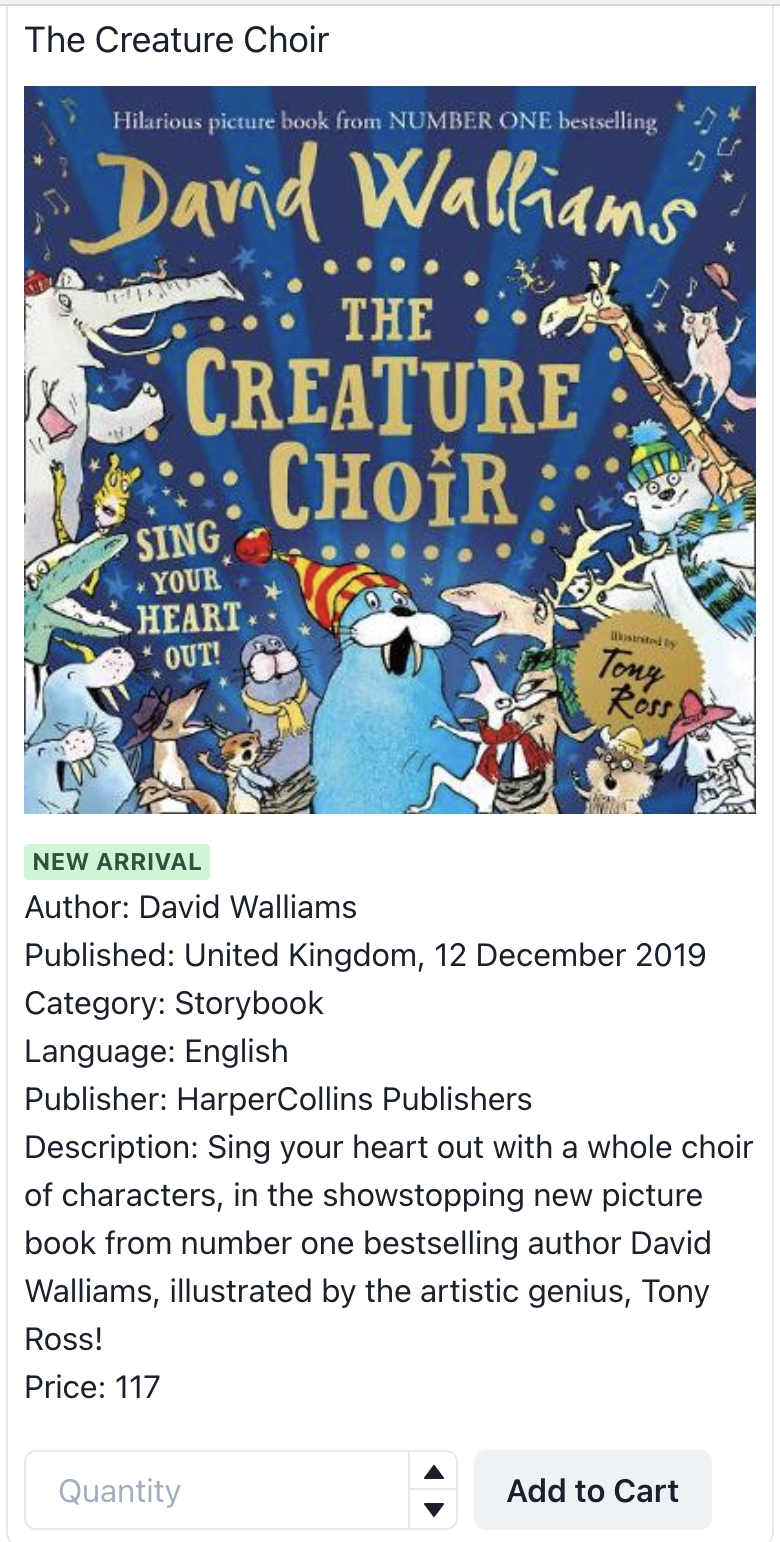 The Creature Choir
Hilarious picture book from NUMBER ONE bestselling
David Walliams
THE
CREATURE
CHOIR
SING
YOUR
HEART
OUT!
Illustrated by
Tony
Ross
NEW ARRIVAL
Author: David Walliams
Published: United Kingdom, 12 December 2019
Category: Storybook
Language: English
Publisher: HarperCollins Publishers
Description: Sing your heart out with a whole choir
of characters, in the showstopping new picture
book from number one bestselling author David
Walliams, illustrated by the artistic genius, Tony
Ross!
Price: 117
Quantity
Add to Cart